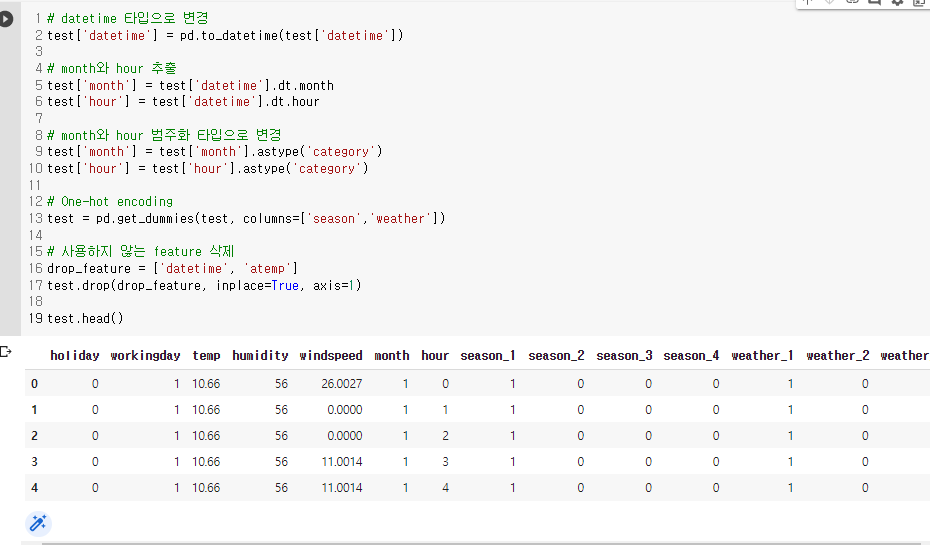 1 # datetime 타입으로 변경
2 test['datetime'] = pd.to_datetime(test['datetime'])
3
4 # month와 hour 추출
5 test['month'] = test['datetime'].dt.month
6 test['hour'] = test['datetime'].dt.hour
7
8 # month와 hour 범주화 타입으로 변경
9 test['month'] = test['month'].astype('category')
10 test['hour'] = test['hour'].astype('category')
11
12 # One-hot encoding
13 test = pd.get_dummies(test, columns=['season','weather'])
14
15 # 사용하지 않는 feature 삭제
16 drop_feature = ['datetime', 'atemp']
17 test.drop(drop_feature, inplace=True, axis=1)
18
19 test.head()
holiday workingday temp humidity windspeed month hour season_1 season_2 season_3 season_4 weather_1 weather_2 weather
0 0 1 10.66 56 26.0027 1 0 1 0 0 0 1 0
1 0 1 10.66 56 0.0000 1 1 1 0 0 0 1 0
2 0 1 10.66 56 0.0000 1 2 1 0 0 0 1 0
3 0 1 10.66 56 11.0014 1 3 1 0 0 0 1 0
4 0 1 10.66 56 11.0014 1 4 1 0 0 0 1 0